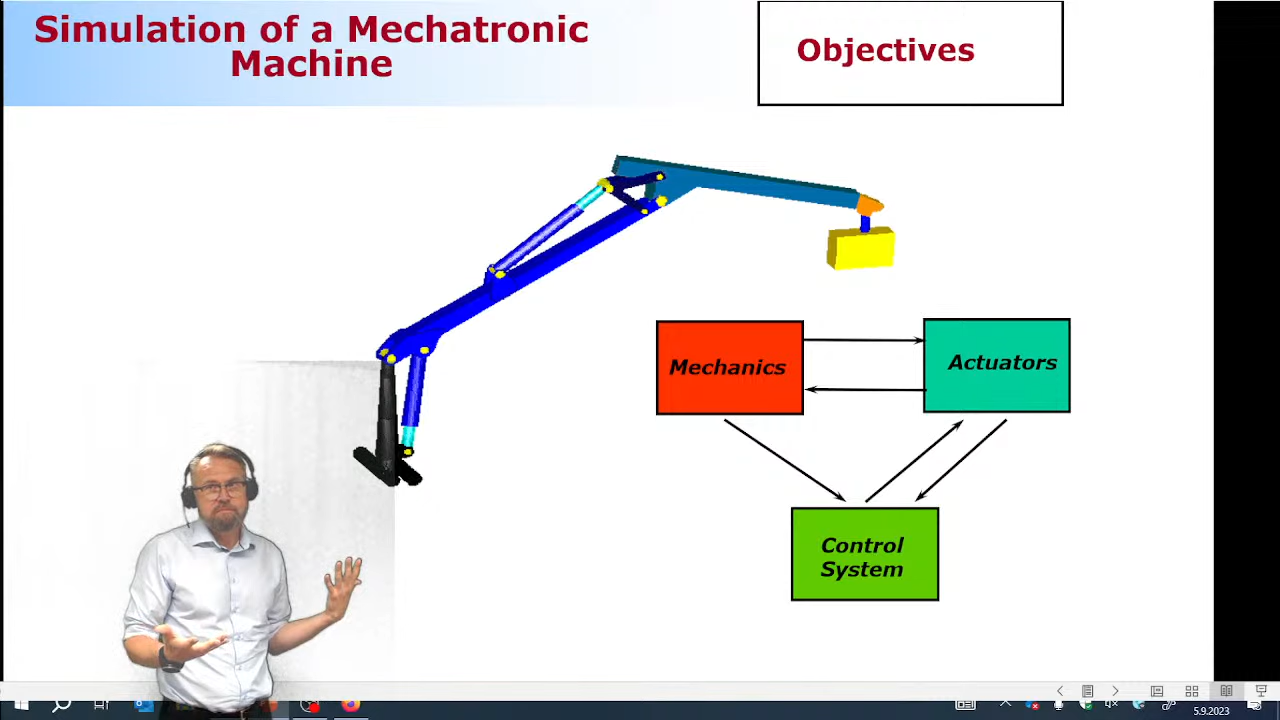 Simulation of a Mechatronic
Machine
Objectives
Mechanics
Actuators
Control
System
5.9.2023